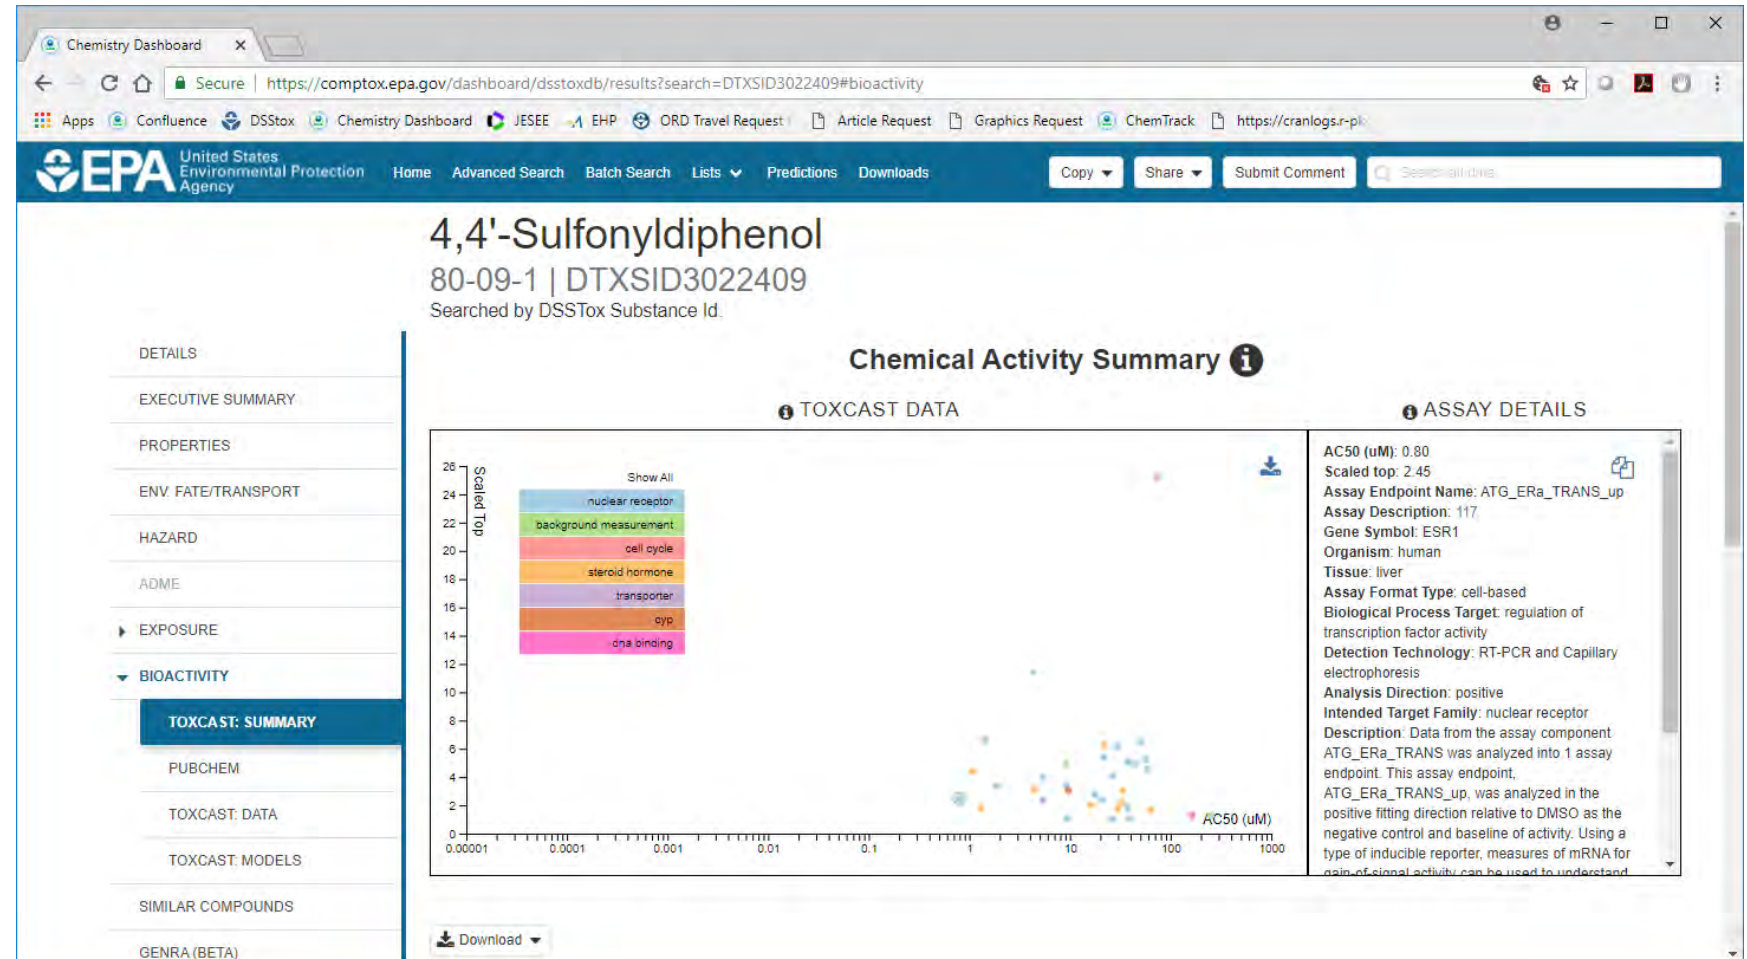 Chemistry Dashboard
Secure | https://comptox.epa.gov/dashboard/dsstoxdb/results?search=DTXSID3022409#bioactivity
Apps Confluence DSStox Chemistry Dashboard JESEE EHP ORD Travel Request Article Request Graphics Request ChemTrack https://cranlogs.r-pk
EPA United States Environmental Protection Agency
Home Advanced Search Batch Search Lists Predictions Downloads Copy Share Submit Comment Search all data
4,4'-Sulfonyldiphenol
80-09-1 | DTXSID3022409
Searched by DSSTox Substance Id.
DETAILS
EXECUTIVE SUMMARY
PROPERTIES
ENV. FATE/TRANSPORT
HAZARD
ADME
EXPOSURE
BIOACTIVITY
TOXCAST: SUMMARY
PUBCHEM
TOXCAST: DATA
TOXCAST: MODELS
SIMILAR COMPOUNDS
GENRA (BETA)
Chemical Activity Summary
TOXCAST DATA
Scaled Top
26
24
22
20
18
16
14
12
10
8
6
4
2
0
Show All
nuclear receptor
background measurement
cell cycle
steroid hormone
transporter
cyp
dna binding
AC50 (uM)
0.00001 0.0001 0.001 0.01 0.1 1 10 100 1000
ASSAY DETAILS
AC50 (uM): 0.80
Scaled top: 2.45
Assay Endpoint Name: ATG_ERa_TRANS_up
Assay Description: 117
Gene Symbol: ESR1
Organism: human
Tissue: liver
Assay Format Type: cell-based
Biological Process Target: regulation of
transcription factor activity
Detection Technology: RT-PCR and Capillary
electrophoresis
Analysis Direction: positive
Intended Target Family: nuclear receptor
Description: Data from the assay component
ATG_ERa_TRANS was analyzed into 1 assay
endpoint. This assay endpoint,
ATG_ERa_TRANS_up, was analyzed in the
positive fitting direction relative to DMSO as the
negative control and baseline of activity. Using a
type of inducible reporter, measures of mRNA for
gain-of-signal activity can be used to understand
Download